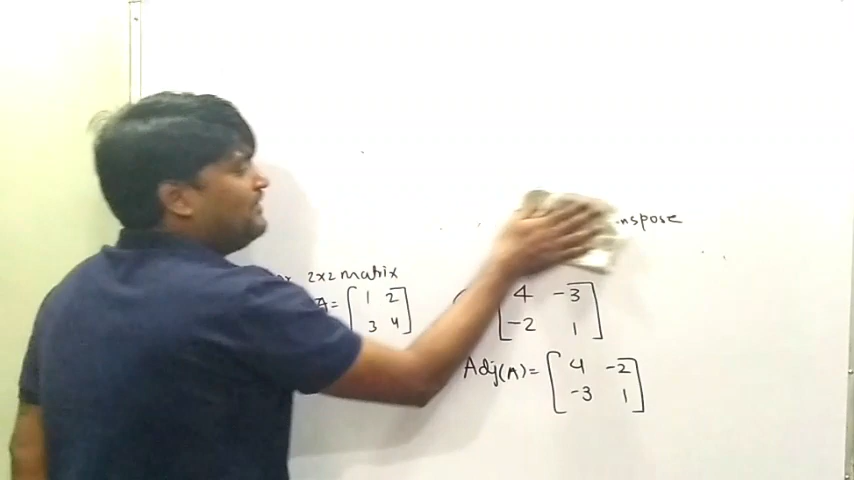 nspose
2x2 matrix
A = [1 2
3 4]
[4 -3
-2 1]
Adj(A) = [4 -2
-3 1]